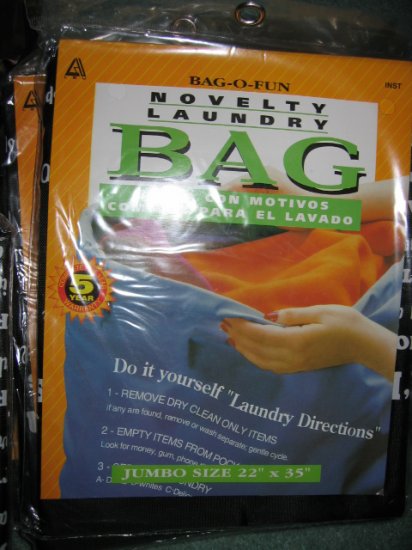 BAG-O-FUN
INST
NOVELTY
LAUNDRY
BAG
CON MOTIVOS
PARA EL LAVADO
5
YEAR
Do it yourself "Laundry Directions"
1 - REMOVE DRY CLEAN ONLY ITEMS
if any are found, remove or wash separate; gentle cycle.
2 - EMPTY ITEMS FROM
Look for money, gum,
3 -
JUMBO SIZE 22" x 35"